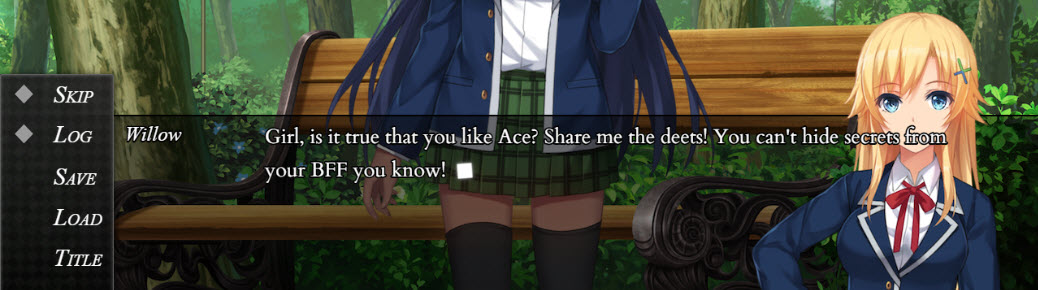 SKIP
LOG
SAVE
LOAD
TITLE
Willow
Girl, is it true that you like Ace? Share me the deets! You can't hide secrets from
your BFF you know!